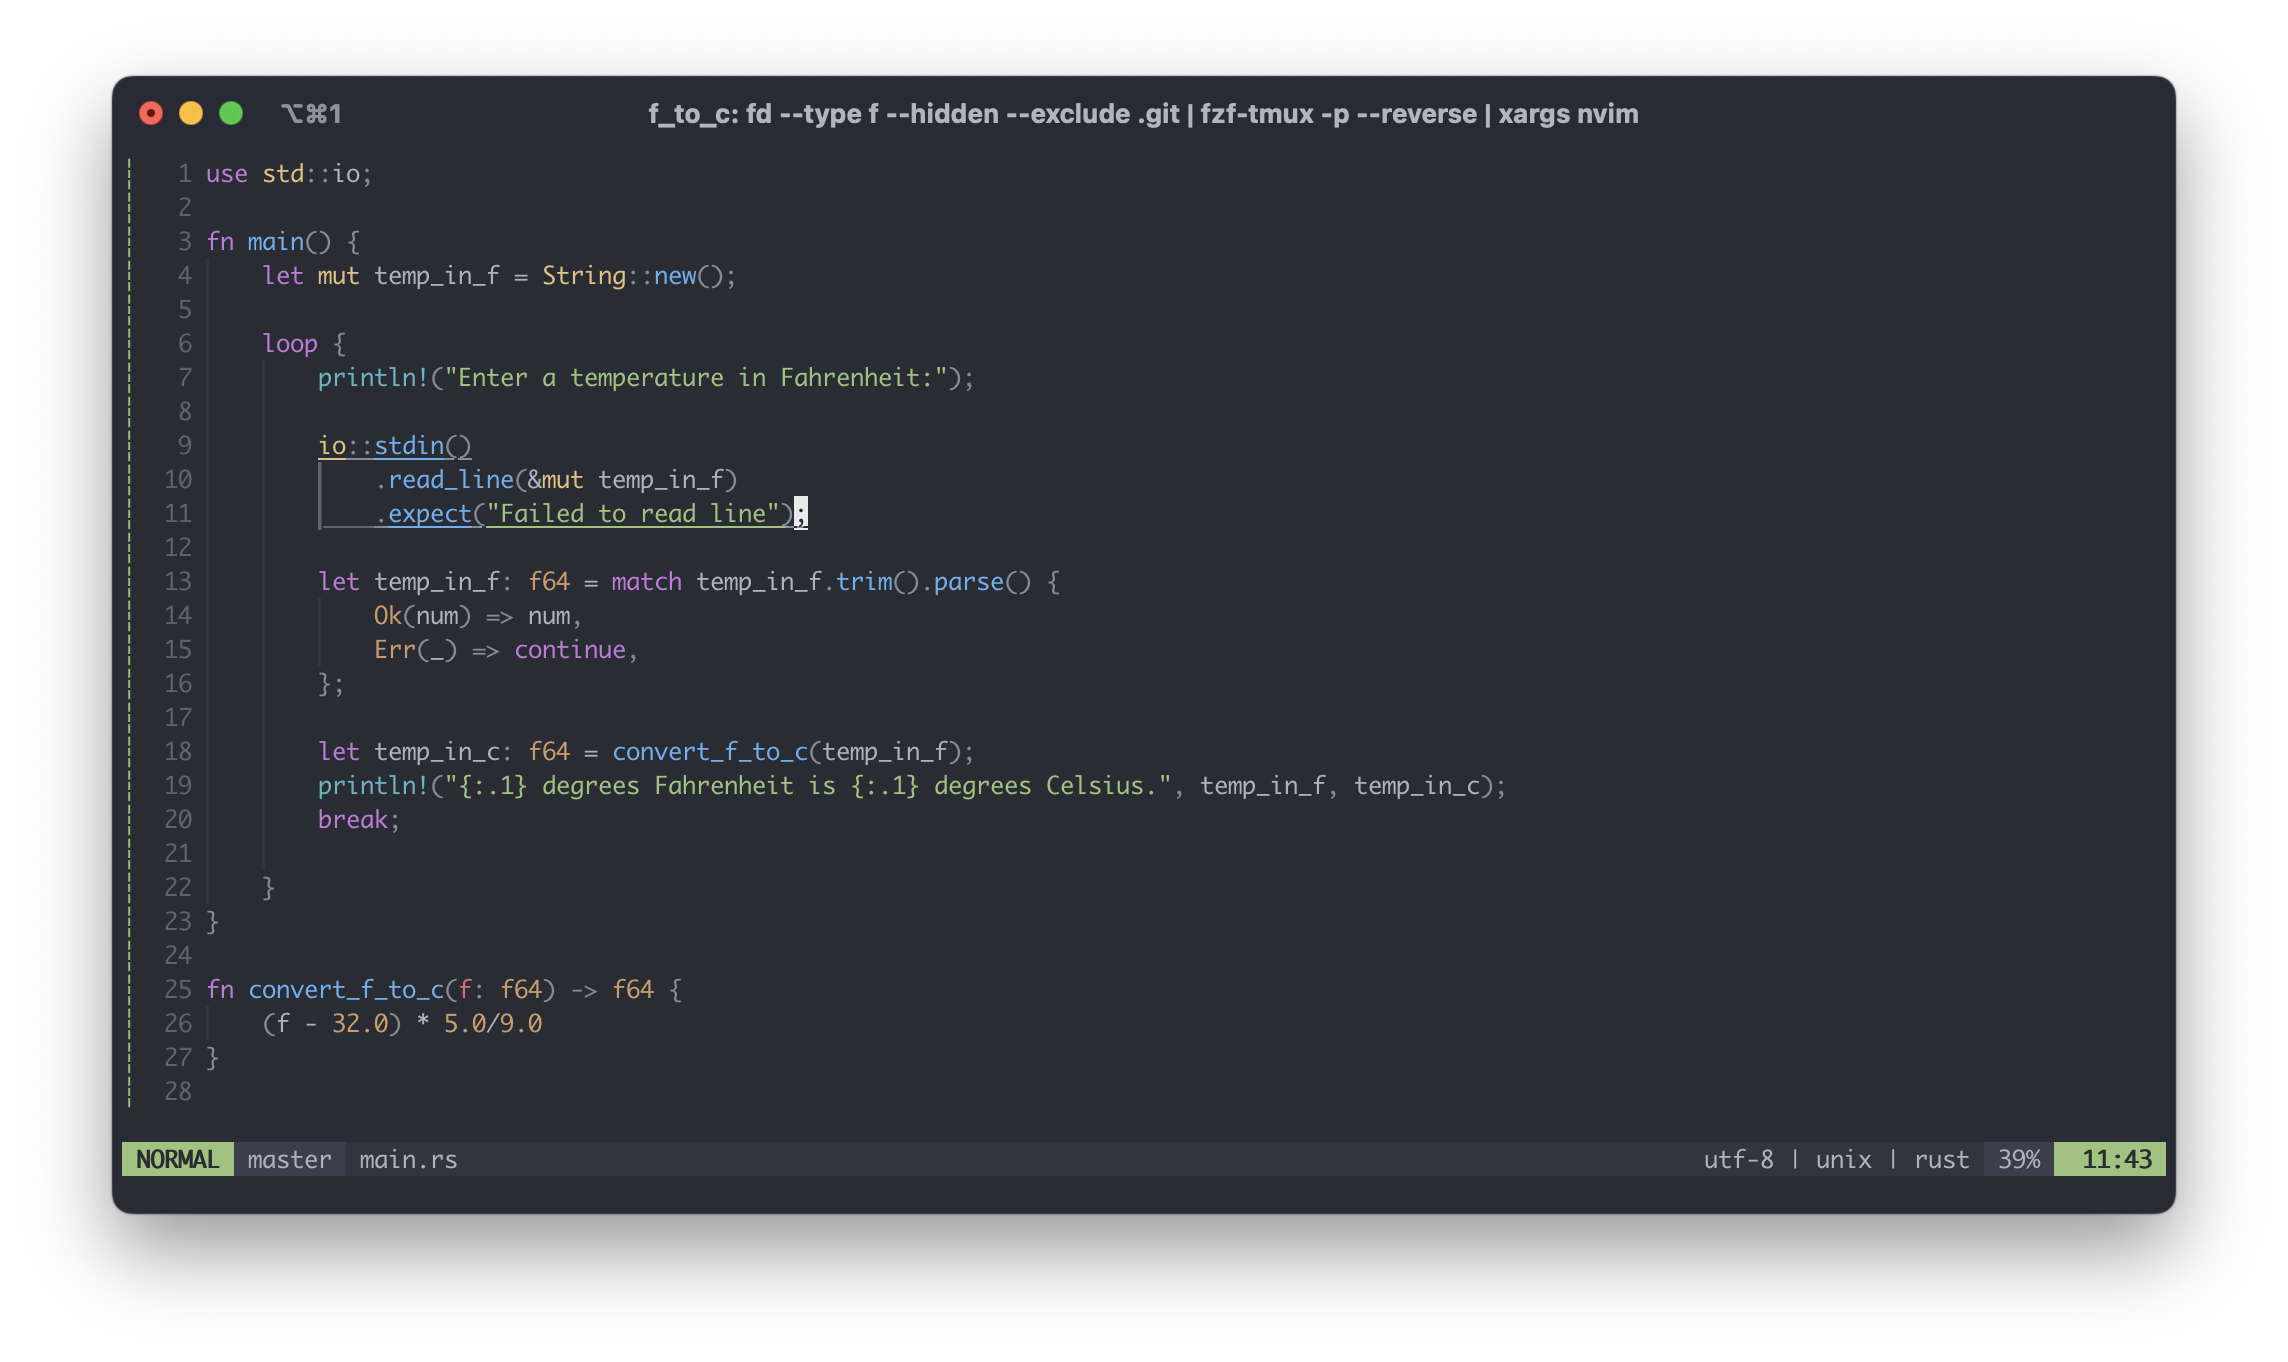 ⌥⌘1 f_to_c: fd --type f --hidden --exclude .git | fzf-tmux -p --reverse | xargs nvim
1 use std::io;
2
3 fn main() {
4     let mut temp_in_f = String::new();
5
6     loop {
7         println!("Enter a temperature in Fahrenheit:");
8
9         io::stdin()
10             .read_line(&mut temp_in_f)
11             .expect("Failed to read line");
12
13         let temp_in_f: f64 = match temp_in_f.trim().parse() {
14             Ok(num) => num,
15             Err(_) => continue,
16         };
17
18         let temp_in_c: f64 = convert_f_to_c(temp_in_f);
19         println!("{:.1} degrees Fahrenheit is {:.1} degrees Celsius.", temp_in_f, temp_in_c);
20         break;
21
22     }
23 }
24
25 fn convert_f_to_c(f: f64) -> f64 {
26     (f - 32.0) * 5.0/9.0
27 }
28
NORMAL master main.rs utf-8 | unix | rust 39% 11:43